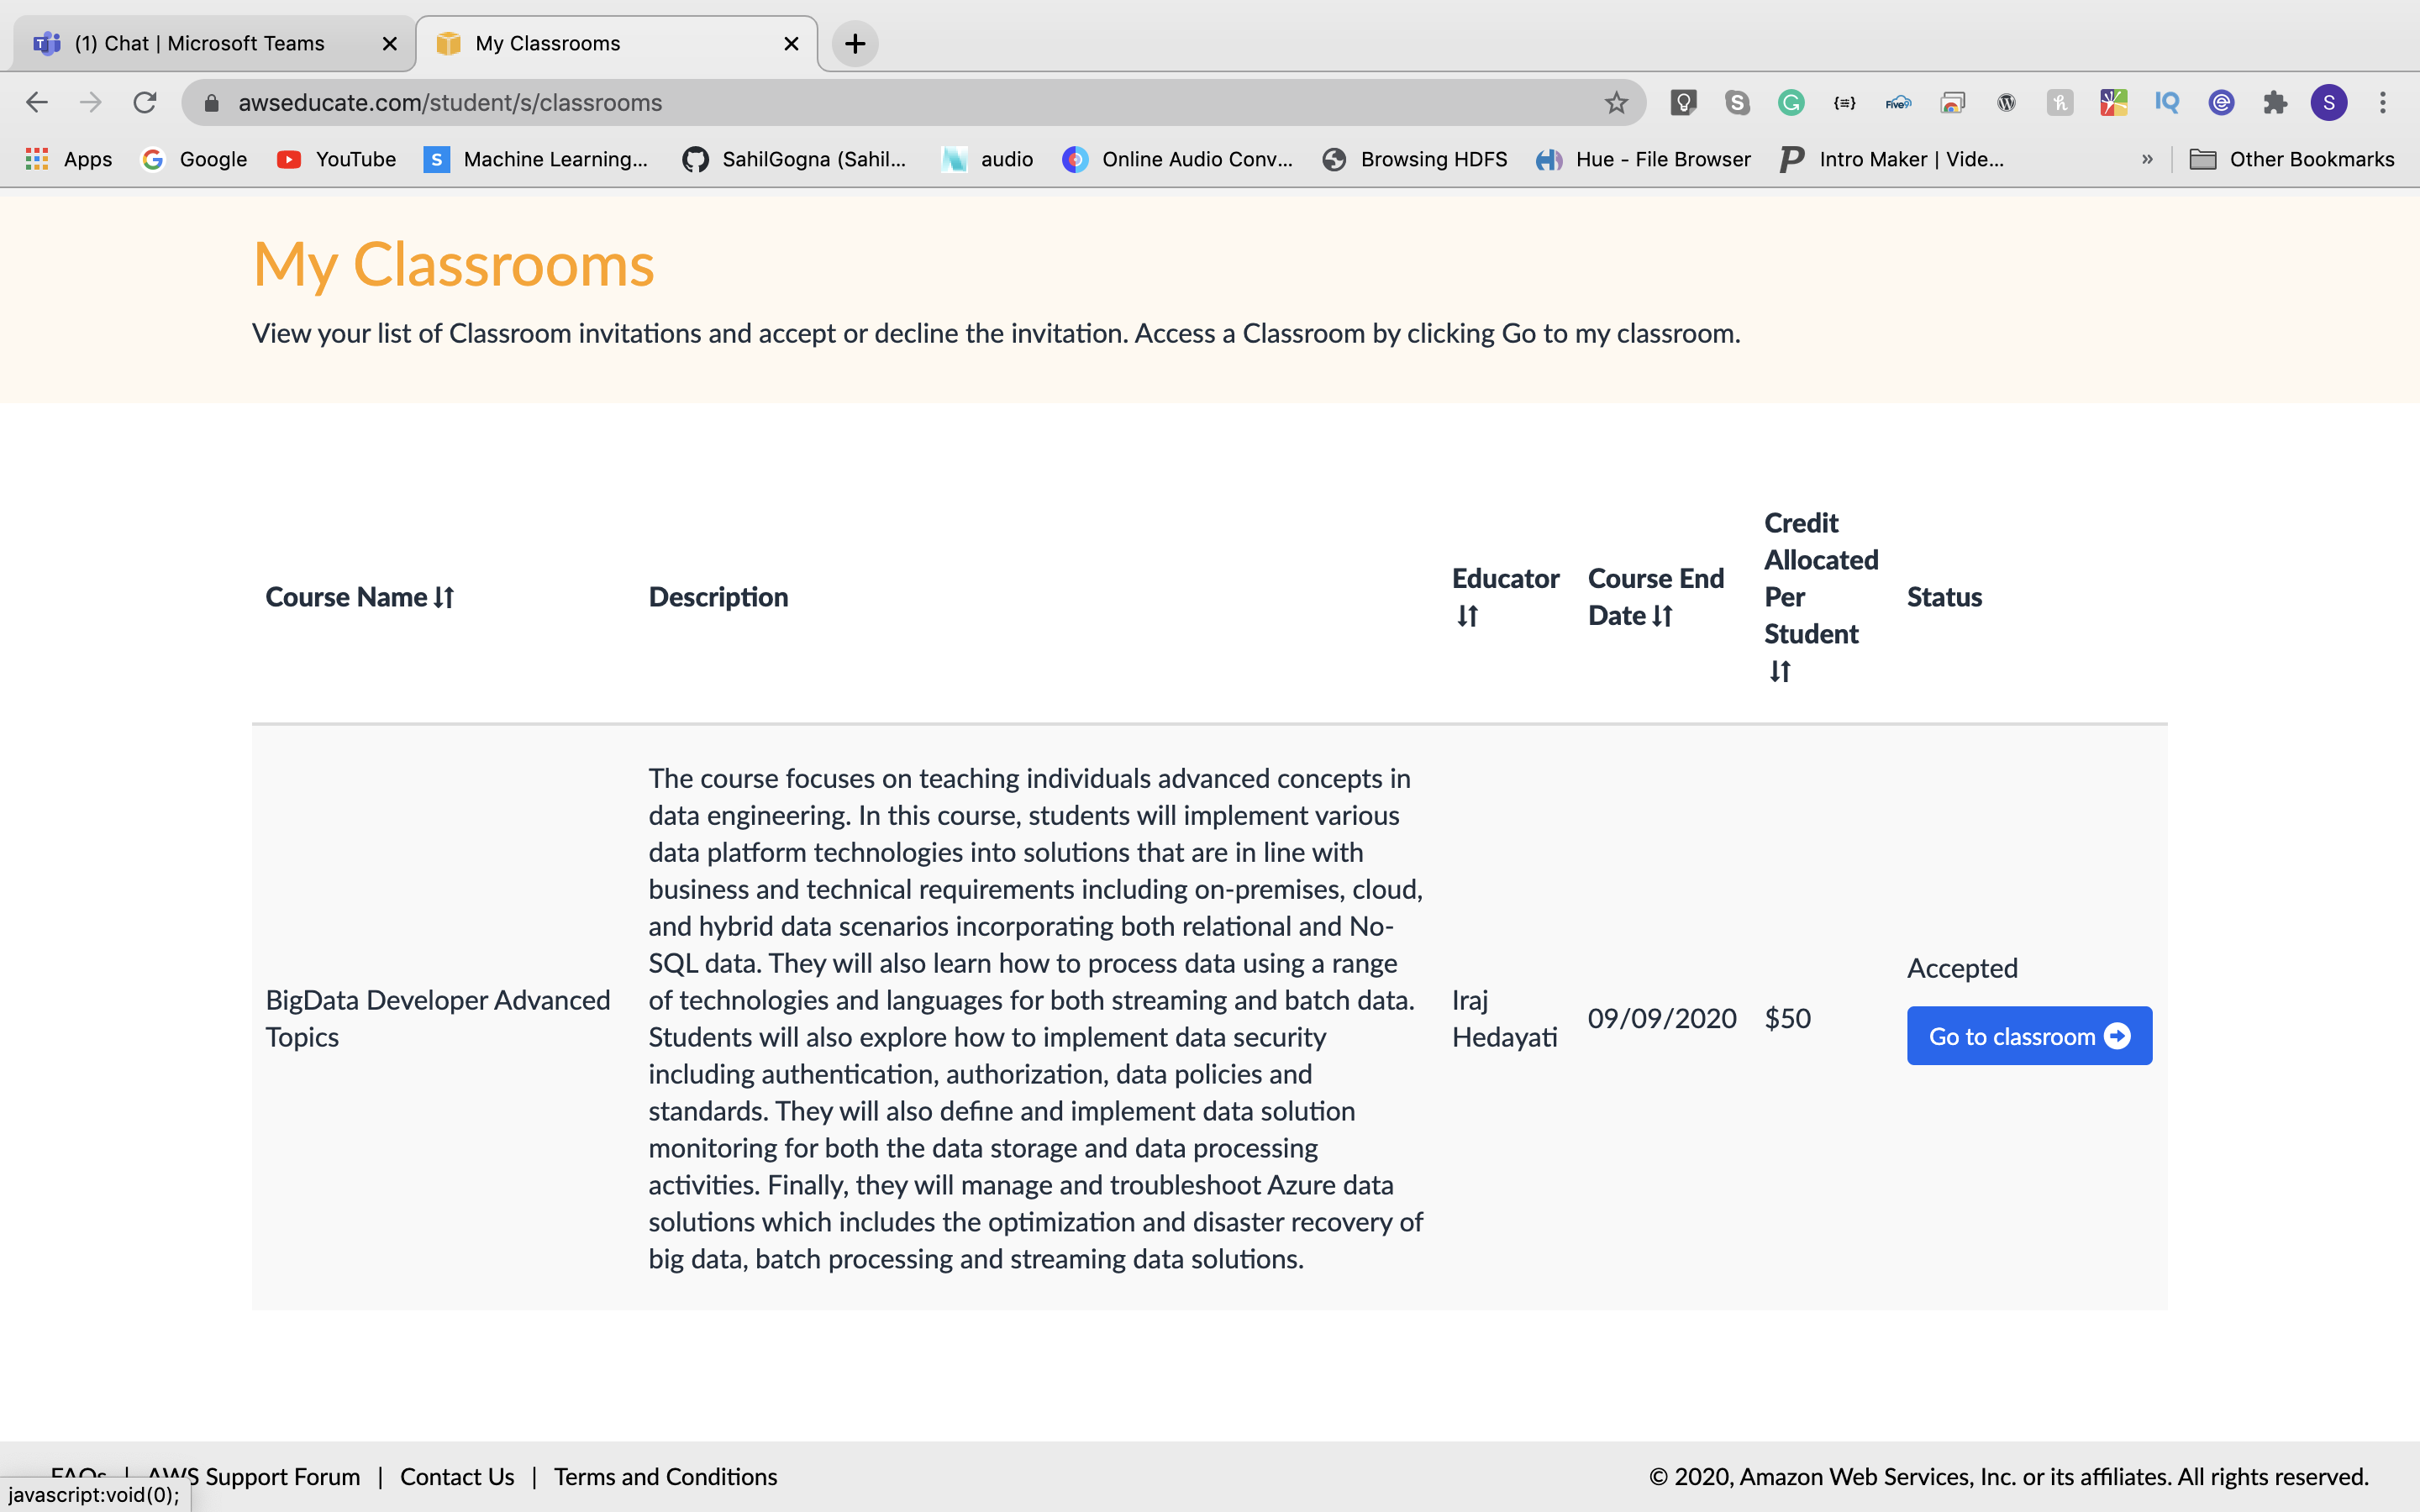 (1) Chat | Microsoft Teams
My Classrooms
awseducate.com/student/s/classrooms
Apps
Google
YouTube
Machine Learning...
SahilGogna (Sahil...
audio
Online Audio Conv...
Browsing HDFS
Hue - File Browser
Intro Maker | Vide...
»
Other Bookmarks
My Classrooms
View your list of Classroom invitations and accept or decline the invitation. Access a Classroom by clicking Go to my classroom.
Course Name
Description
Educator
Course End
Date
Credit
Allocated
Per
Student
Status
BigData Developer Advanced
Topics
The course focuses on teaching individuals advanced concepts in
data engineering. In this course, students will implement various
data platform technologies into solutions that are in line with
business and technical requirements including on-premises, cloud,
and hybrid data scenarios incorporating both relational and No-
SQL data. They will also learn how to process data using a range
of technologies and languages for both streaming and batch data.
Students will also explore how to implement data security
including authentication, authorization, data policies and
standards. They will also define and implement data solution
monitoring for both the data storage and data processing
activities. Finally, they will manage and troubleshoot Azure data
solutions which includes the optimization and disaster recovery of
big data, batch processing and streaming data solutions.
Iraj
Hedayati
09/09/2020
$50
Accepted
Go to classroom
FAQs | AWS Support Forum | Contact Us | Terms and Conditions
© 2020, Amazon Web Services, Inc. or its affiliates. All rights reserved.
javascript:void(0);